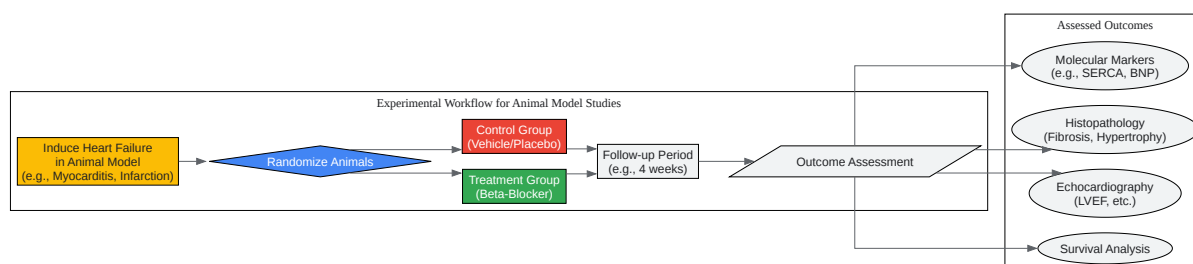 Experimental Workflow for Animal Model Studies
Induce Heart Failure
in Animal Model
(e.g., Myocarditis, Infarction)
Randomize Animals
Control Group
(Vehicle/Placebo)
Treatment Group
(Beta-Blocker)
Follow-up Period
(e.g., 4 weeks)
Outcome Assessment
Assessed Outcomes
Molecular Markers
(e.g., SERCA, BNP)
Histopathology
(Fibrosis, Hypertrophy)
Echocardiography
(LVEF, etc.)
Survival Analysis